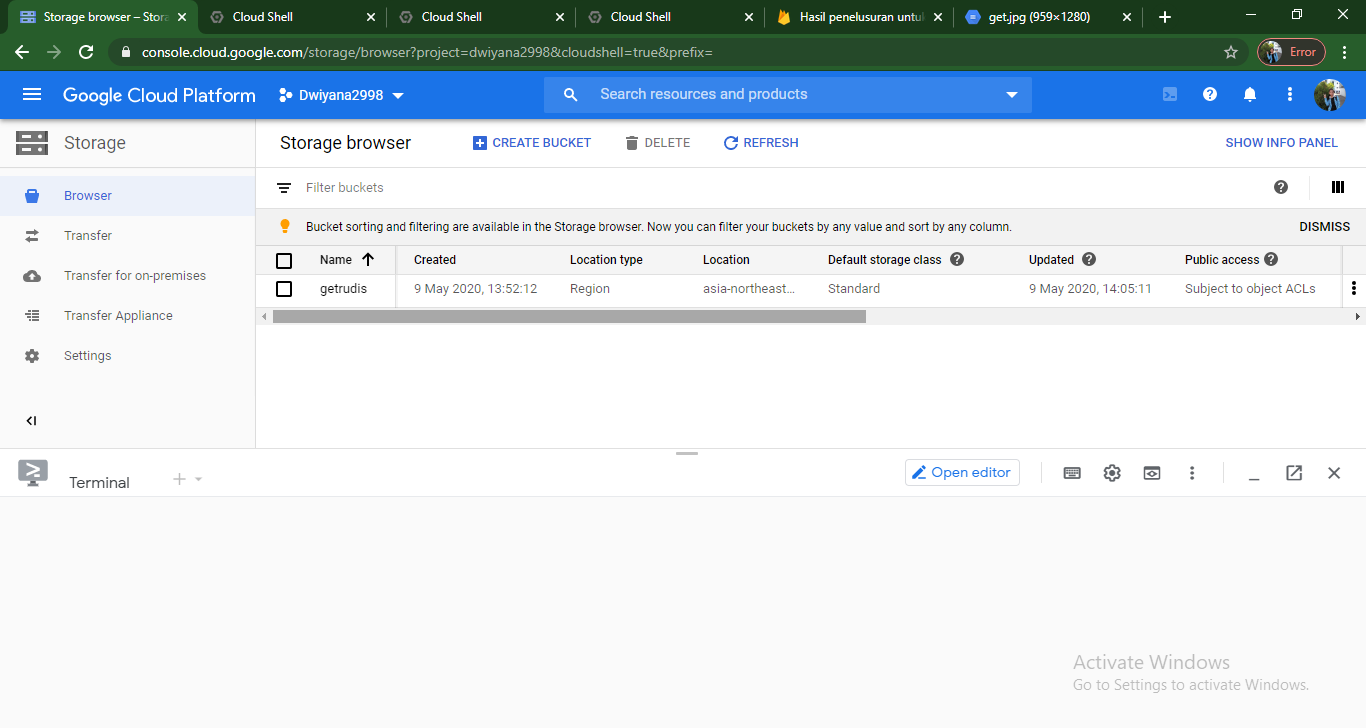 Storage browser – Stora
Cloud Shell
Cloud Shell
Cloud Shell
Hasil penelusuran untuk
get.jpg (959×1280)
console.cloud.google.com/storage/browser?project=dwiyana2998&cloudshell=true&prefix=
Error
Google Cloud Platform
Dwiyana2998
Search resources and products
Storage
Storage browser
CREATE BUCKET
DELETE
REFRESH
SHOW INFO PANEL
Browser
Transfer
Transfer for on-premises
Transfer Appliance
Settings
Filter buckets
Bucket sorting and filtering are available in the Storage browser. Now you can filter your buckets by any value and sort by any column.
DISMISS
Name Created Location type Location Default storage class Updated Public access
getrudis 9 May 2020, 13:52:12 Region asia-northeast... Standard 9 May 2020, 14:05:11 Subject to object ACLs
Terminal
Open editor
Activate Windows
Go to Settings to activate Windows.